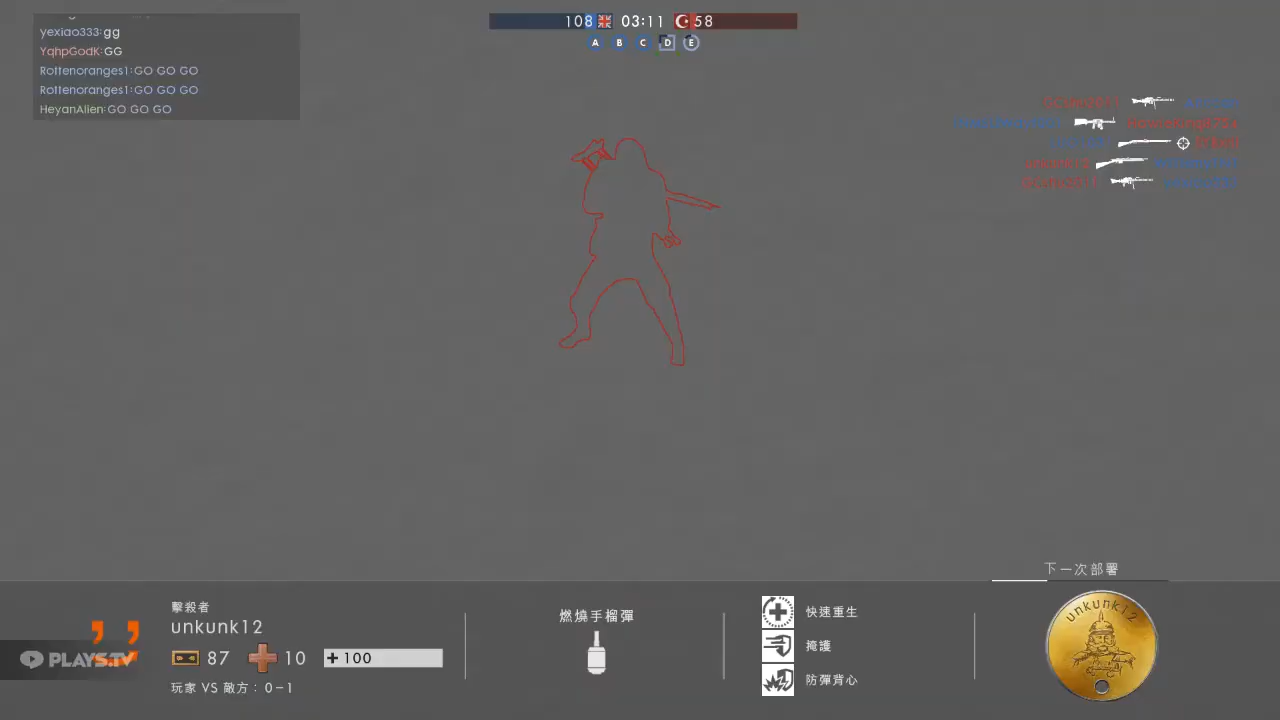 yexiao333:gg
YqhpGodK:GG
Rottenoranges1:GO GO GO
Rottenoranges1:GO GO GO
HeyanAlien:GO GO GO
108 03:11 58
A B C D E
unkunk12
下一次部署
擊殺者
unkunk12
87 10 +100
玩家 VS 敵方：0-1
燃燒手榴彈
快速重生
掩護
防彈背心
unkunk12
PLAYS.TV